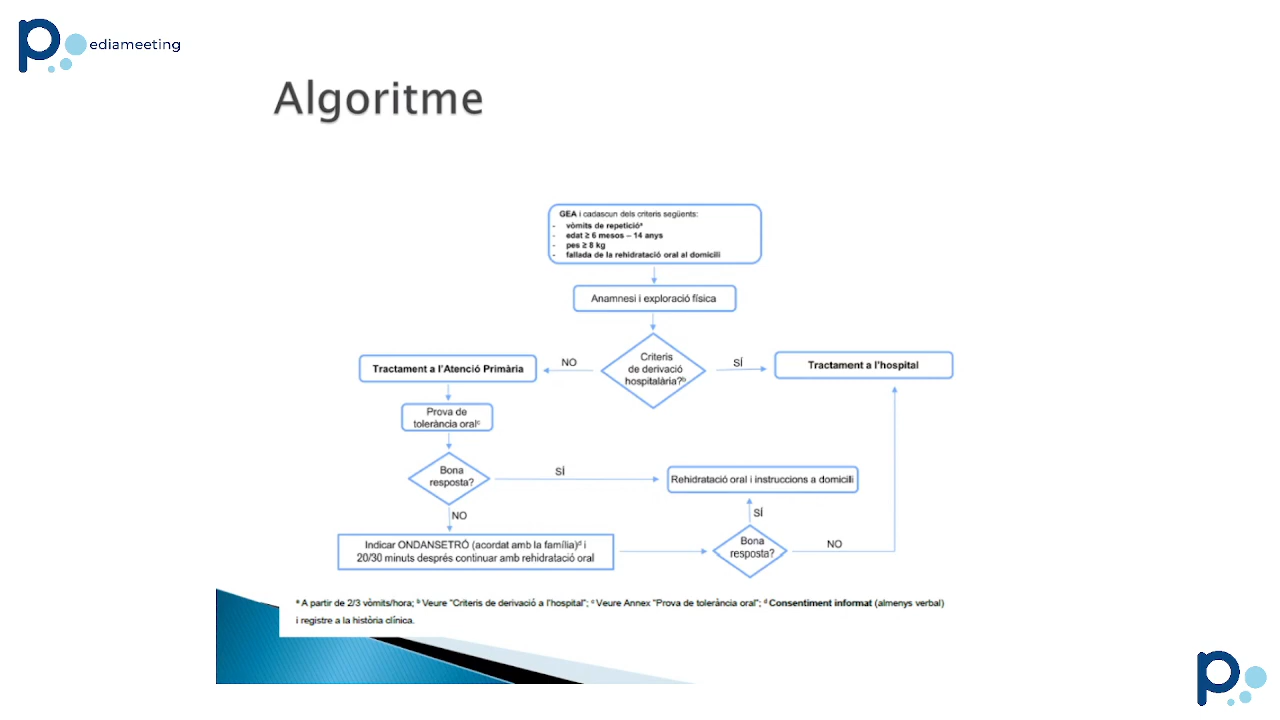 ediameeting
Algoritme
GEA i cadascun dels criteris següents:
- vòmits de repeticióᵃ
- edat ≥ 6 mesos – 14 anys
- pes ≥ 8 kg
- fallada de la rehidratació oral al domicili
Anamnesi i exploració física
Criteris
de derivació
hospitalària?ᵇ
NO
SÍ
Tractament a l'Atenció Primària
Tractament a l'hospital
Prova de
tolerància oralᶜ
Bona
resposta?
SÍ
Rehidratació oral i instruccions a domicili
NO
SÍ
Indicar ONDANSETRÓ (acordat amb la família)ᵈ i
20/30 minuts després continuar amb rehidratació oral
Bona
resposta?
NO
ᵃ A partir de 2/3 vòmits/hora; ᵇ Veure "Criteris de derivació a l'hospital"; ᶜ Veure Annex "Prova de tolerància oral"; ᵈ Consentiment informat (almenys verbal)
i registre a la història clínica.